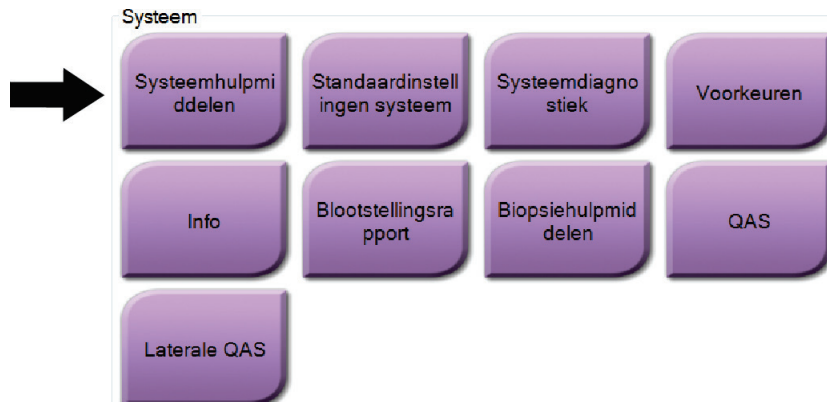 Systeem
Systeemhulpmi
ddelen
Standaardinstell
ingen systeem
Systeemdiagno
stiek
Voorkeuren
Info
Blootstellingsra
pport
Biopsiehulpmid
delen
QAS
Laterale QAS